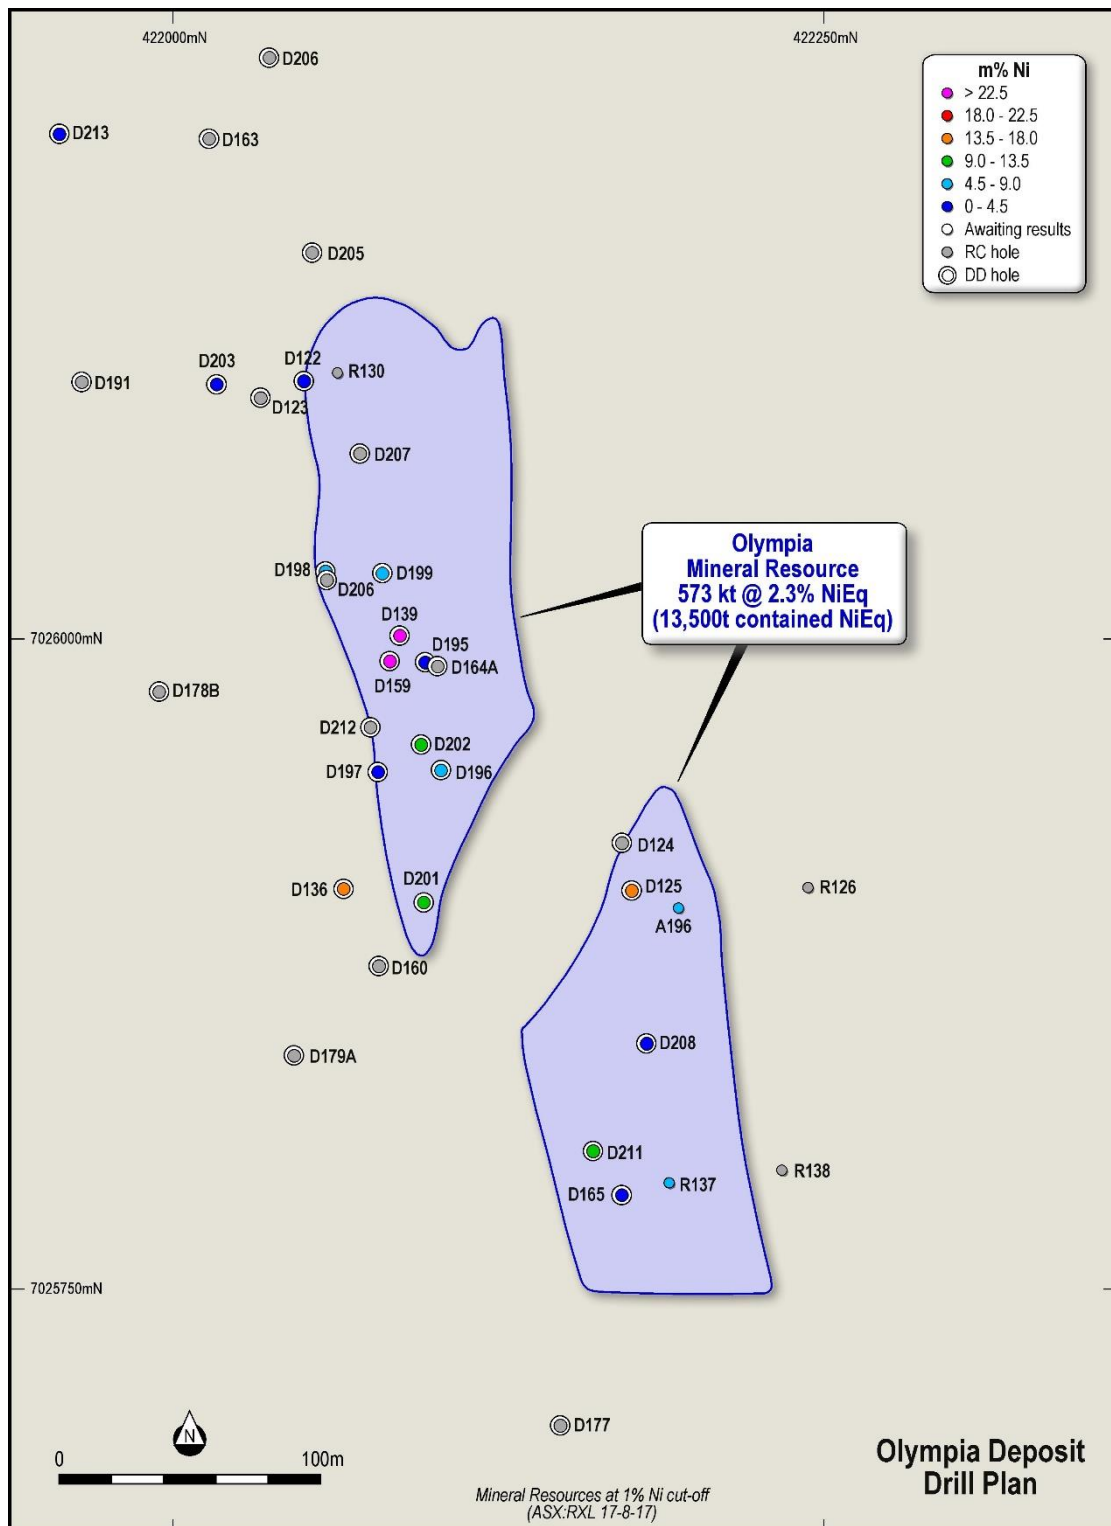 422000mN
422250mN
D206
m% Ni
> 22.5
18.0 - 22.5
13.5 - 18.0
9.0 - 13.5
4.5 - 9.0
0 - 4.5
Awaiting results
RC hole
DD hole
D213
D163
D205
D203
D122
R130
D191
D123
D207
Olympia
Mineral Resource
573 kt @ 2.3% NiEq
(13,500t contained NiEq)
D198
D199
D206
D139
7026000mN
D195
D164A
D159
D178B
D212
D202
D197
D196
D124
D201
D136
D125
R126
A196
D160
D208
D179A
D211
R138
D165
R137
7025750mN
D177
N
0
100m
Olympia Deposit
Drill Plan
Mineral Resources at 1% Ni cut-off
(ASX:RXL 17-8-17)